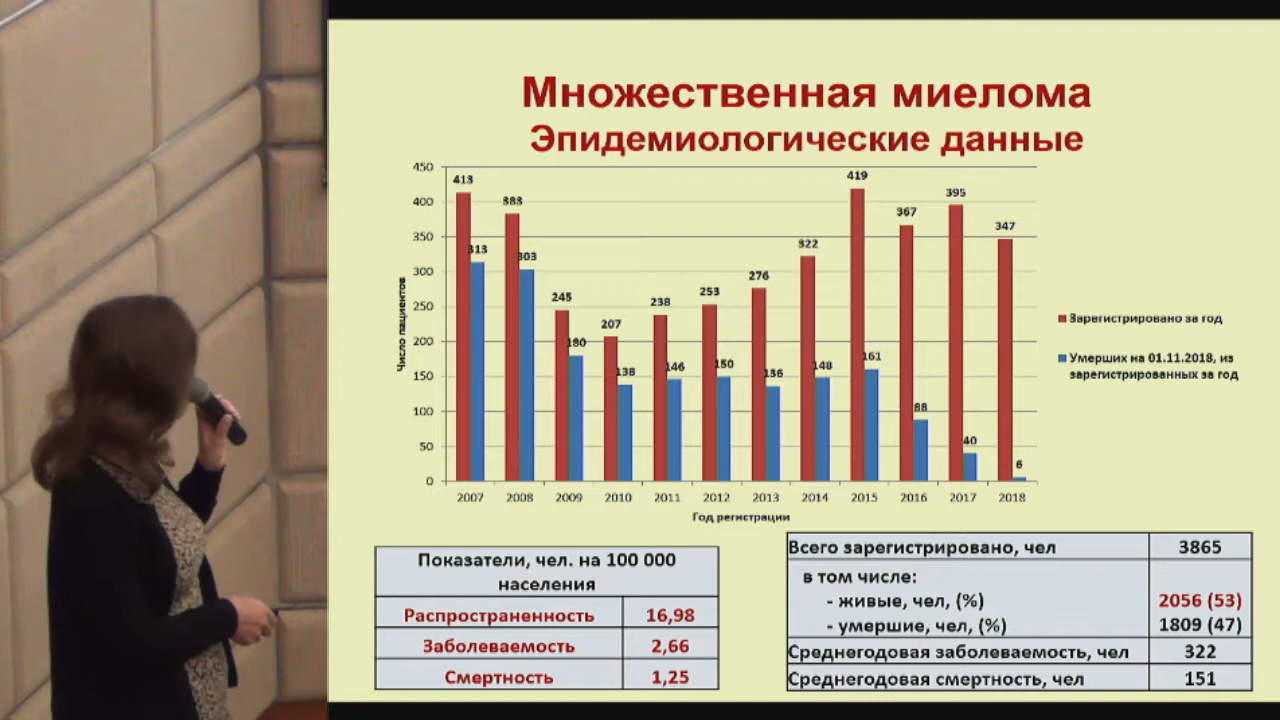 Множественная миелома
Эпидемиологические данные
450
400
350
300
250
200
150
100
50
0
Число пациентов
413
313
383
303
245
180
207
138
238
146
253
150
276
136
322
148
419
161
367
88
395
40
347
6
2007 2008 2009 2010 2011 2012 2013 2014 2015 2016 2017 2018
Год регистрации
Зарегистрировано за год
Умерших на 01.11.2018, из
зарегистрированных за год
Показатели, чел. на 100 000
населения
Распространенность 16,98
Заболеваемость 2,66
Смертность 1,25
Всего зарегистрировано, чел 3865
в том числе:
- живые, чел, (%) 2056 (53)
- умершие, чел, (%) 1809 (47)
Среднегодовая заболеваемость, чел 322
Среднегодовая смертность, чел 151